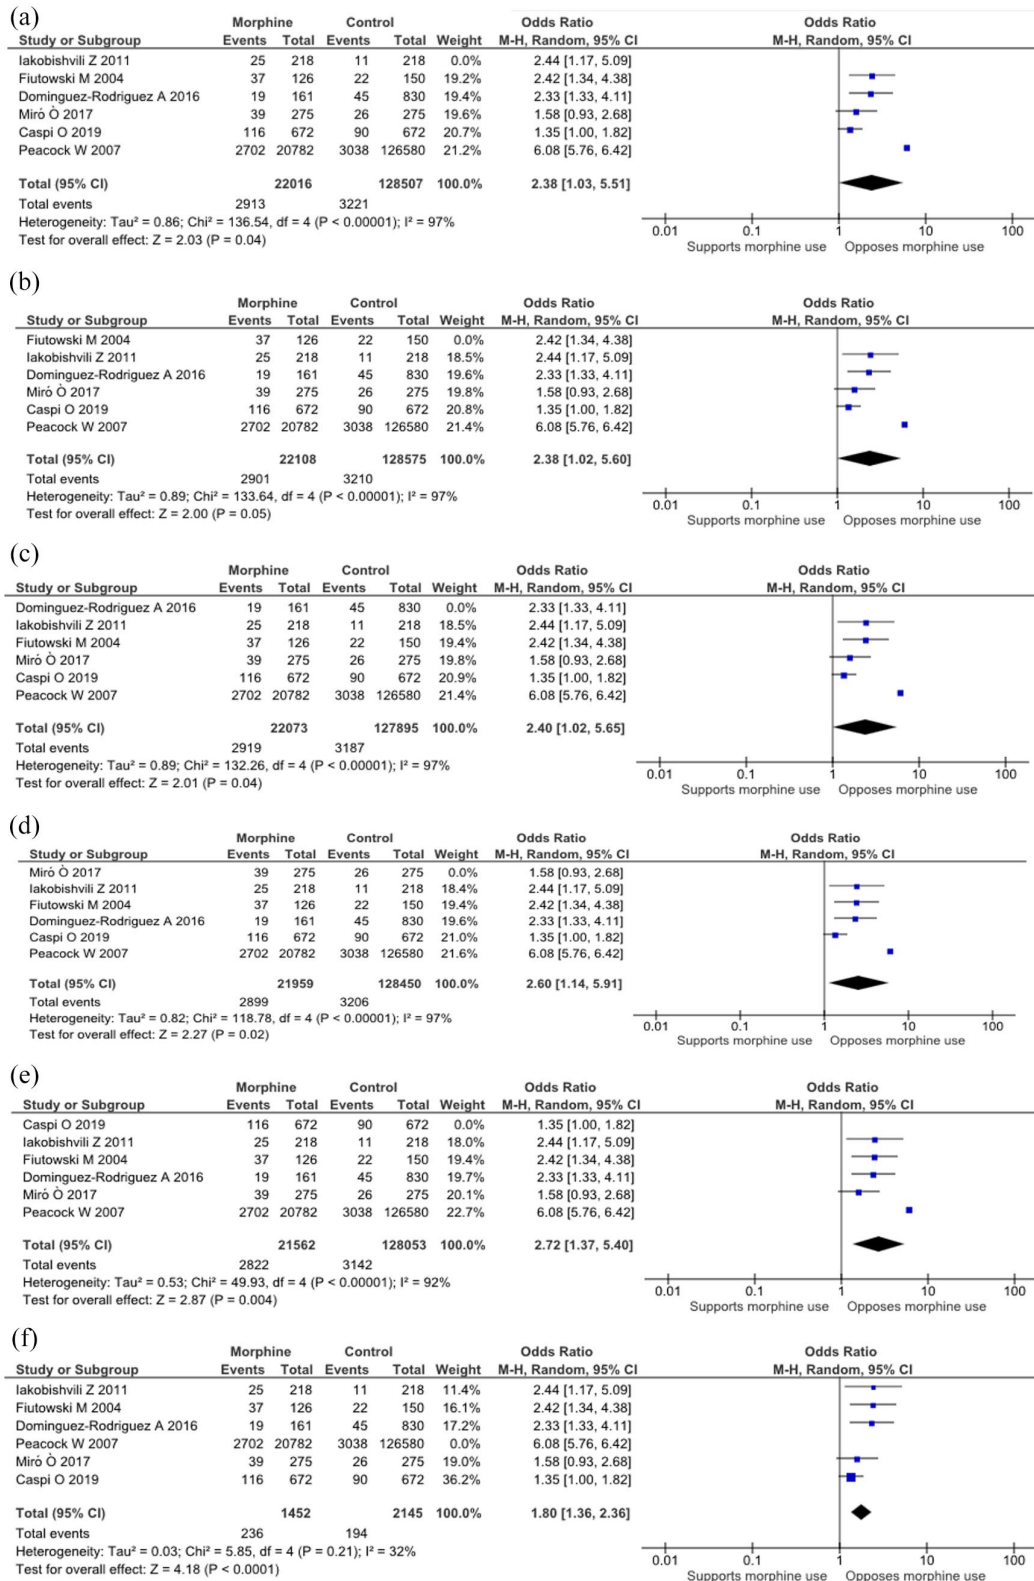 (a)
Morphine Control Odds Ratio Odds Ratio
Study or Subgroup Events Total Events Total Weight M-H, Random, 95% CI M-H, Random, 95% CI
Iakobishvili Z 2011 25 218 11 218 0.0% 2.44 [1.17, 5.09]
Fiutowski M 2004 37 126 22 150 19.2% 2.42 [1.34, 4.38]
Dominguez-Rodriguez A 2016 19 161 45 830 19.4% 2.33 [1.33, 4.11]
Miró Ò 2017 39 275 26 275 19.6% 1.58 [0.93, 2.68]
Caspi O 2019 116 672 90 672 20.7% 1.35 [1.00, 1.82]
Peacock W 2007 2702 20782 3038 126580 21.2% 6.08 [5.76, 6.42]
Total (95% CI) 22016 128507 100.0% 2.38 [1.03, 5.51]
Total events 2913 3221
Heterogeneity: Tau² = 0.86; Chi² = 136.54, df = 4 (P < 0.00001); I² = 97%
Test for overall effect: Z = 2.03 (P = 0.04)
0.01 0.1 1 10 100
Supports morphine use Opposes morphine use
(b)
Morphine Control Odds Ratio Odds Ratio
Study or Subgroup Events Total Events Total Weight M-H, Random, 95% CI M-H, Random, 95% CI
Fiutowski M 2004 37 126 22 150 0.0% 2.42 [1.34, 4.38]
Iakobishvili Z 2011 25 218 11 218 18.5% 2.44 [1.17, 5.09]
Dominguez-Rodriguez A 2016 19 161 45 830 19.6% 2.33 [1.33, 4.11]
Miró Ò 2017 39 275 26 275 19.8% 1.58 [0.93, 2.68]
Caspi O 2019 116 672 90 672 20.8% 1.35 [1.00, 1.82]
Peacock W 2007 2702 20782 3038 126580 21.4% 6.08 [5.76, 6.42]
Total (95% CI) 22108 128575 100.0% 2.38 [1.02, 5.60]
Total events 2901 3210
Heterogeneity: Tau² = 0.89; Chi² = 133.64, df = 4 (P < 0.00001); I² = 97%
Test for overall effect: Z = 2.00 (P = 0.05)
0.01 0.1 1 10 100
Supports morphine use Opposes morphine use
(c)
Morphine Control Odds Ratio Odds Ratio
Study or Subgroup Events Total Events Total Weight M-H, Random, 95% CI M-H, Random, 95% CI
Dominguez-Rodriguez A 2016 19 161 45 830 0.0% 2.33 [1.33, 4.11]
Iakobishvili Z 2011 25 218 11 218 18.5% 2.44 [1.17, 5.09]
Fiutowski M 2004 37 126 22 150 19.4% 2.42 [1.34, 4.38]
Miró Ò 2017 39 275 26 275 19.8% 1.58 [0.93, 2.68]
Caspi O 2019 116 672 90 672 20.9% 1.35 [1.00, 1.82]
Peacock W 2007 2702 20782 3038 126580 21.4% 6.08 [5.76, 6.42]
Total (95% CI) 22073 127895 100.0% 2.40 [1.02, 5.65]
Total events 2919 3187
Heterogeneity: Tau² = 0.89; Chi² = 132.26, df = 4 (P < 0.00001); I² = 97%
Test for overall effect: Z = 2.01 (P = 0.04)
0.01 0.1 1 10 100
Supports morphine use Opposes morphine use
(d)
Morphine Control Odds Ratio Odds Ratio
Study or Subgroup Events Total Events Total Weight M-H, Random, 95% CI M-H, Random, 95% CI
Miró Ò 2017 39 275 26 275 0.0% 1.58 [0.93, 2.68]
Iakobishvili Z 2011 25 218 11 218 18.4% 2.44 [1.17, 5.09]
Fiutowski M 2004 37 126 22 150 19.4% 2.42 [1.34, 4.38]
Dominguez-Rodriguez A 2016 19 161 45 830 19.6% 2.33 [1.33, 4.11]
Caspi O 2019 116 672 90 672 21.0% 1.35 [1.00, 1.82]
Peacock W 2007 2702 20782 3038 126580 21.6% 6.08 [5.76, 6.42]
Total (95% CI) 21959 128450 100.0% 2.60 [1.14, 5.91]
Total events 2899 3206
Heterogeneity: Tau² = 0.82; Chi² = 118.78, df = 4 (P < 0.00001); I² = 97%
Test for overall effect: Z = 2.27 (P = 0.02)
0.01 0.1 1 10 100
Supports morphine use Opposes morphine use
(e)
Morphine Control Odds Ratio Odds Ratio
Study or Subgroup Events Total Events Total Weight M-H, Random, 95% CI M-H, Random, 95% CI
Caspi O 2019 116 672 90 672 0.0% 1.35 [1.00, 1.82]
Iakobishvili Z 2011 25 218 11 218 18.0% 2.44 [1.17, 5.09]
Fiutowski M 2004 37 126 22 150 19.4% 2.42 [1.34, 4.38]
Dominguez-Rodriguez A 2016 19 161 45 830 19.7% 2.33 [1.33, 4.11]
Miró Ò 2017 39 275 26 275 20.1% 1.58 [0.93, 2.68]
Peacock W 2007 2702 20782 3038 126580 22.7% 6.08 [5.76, 6.42]
Total (95% CI) 21562 128053 100.0% 2.72 [1.37, 5.40]
Total events 2822 3142
Heterogeneity: Tau² = 0.53; Chi² = 49.93, df = 4 (P < 0.00001); I² = 92%
Test for overall effect: Z = 2.87 (P = 0.004)
0.01 0.1 1 10 100
Supports morphine use Opposes morphine use
(f)
Morphine Control Odds Ratio Odds Ratio
Study or Subgroup Events Total Events Total Weight M-H, Random, 95% CI M-H, Random, 95% CI
Iakobishvili Z 2011 25 218 11 218 11.4% 2.44 [1.17, 5.09]
Fiutowski M 2004 37 126 22 150 16.1% 2.42 [1.34, 4.38]
Dominguez-Rodriguez A 2016 19 161 45 830 17.2% 2.33 [1.33, 4.11]
Peacock W 2007 2702 20782 3038 126580 0.0% 6.08 [5.76, 6.42]
Miró Ò 2017 39 275 26 275 19.0% 1.58 [0.93, 2.68]
Caspi O 2019 116 672 90 672 36.2% 1.35 [1.00, 1.82]
Total (95% CI) 1452 2145 100.0% 1.80 [1.36, 2.36]
Total events 236 194
Heterogeneity: Tau² = 0.03; Chi² = 5.85, df = 4 (P = 0.21); I² = 32%
Test for overall effect: Z = 4.18 (P < 0.0001)
0.01 0.1 1 10 100
Supports morphine use Opposes morphine use